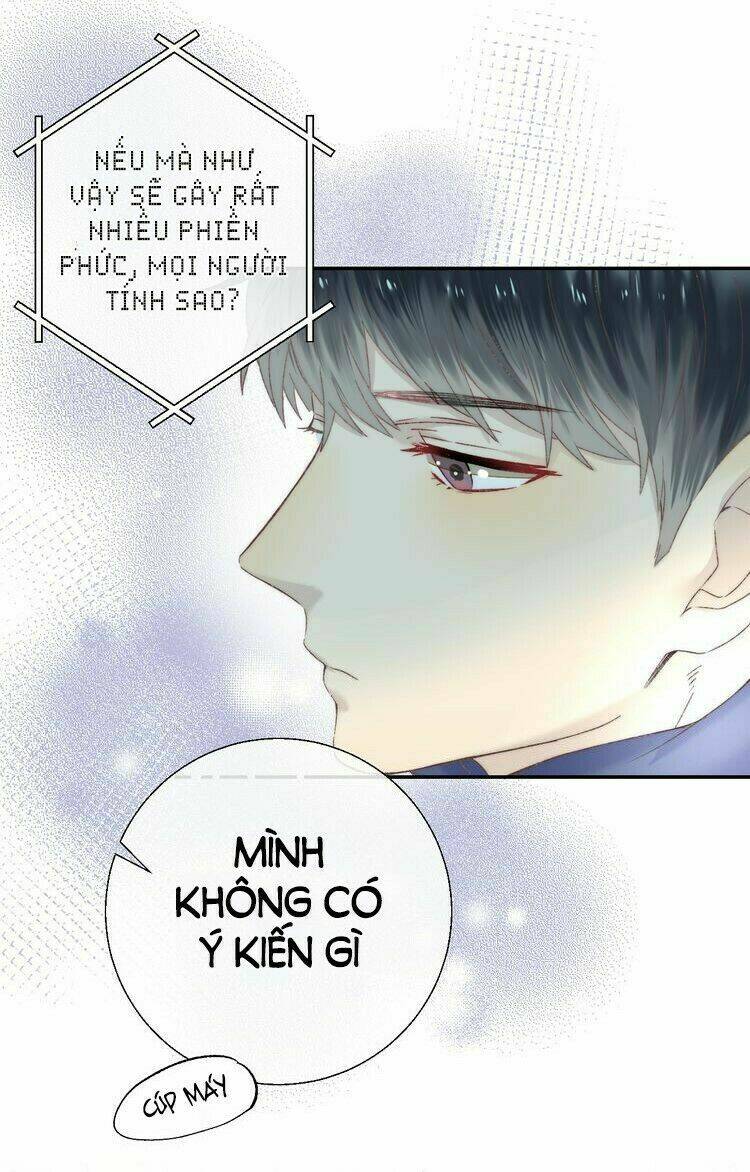 NẾU MÀ NHƯ
VẬY SẼ GÂY RẤT
NHIỀU PHIỀN
PHỨC, MỌI NGƯỜI
TÍNH SAO?
MÌNH
KHÔNG CÓ
Ý KIẾN GÌ
CÚP MÁY